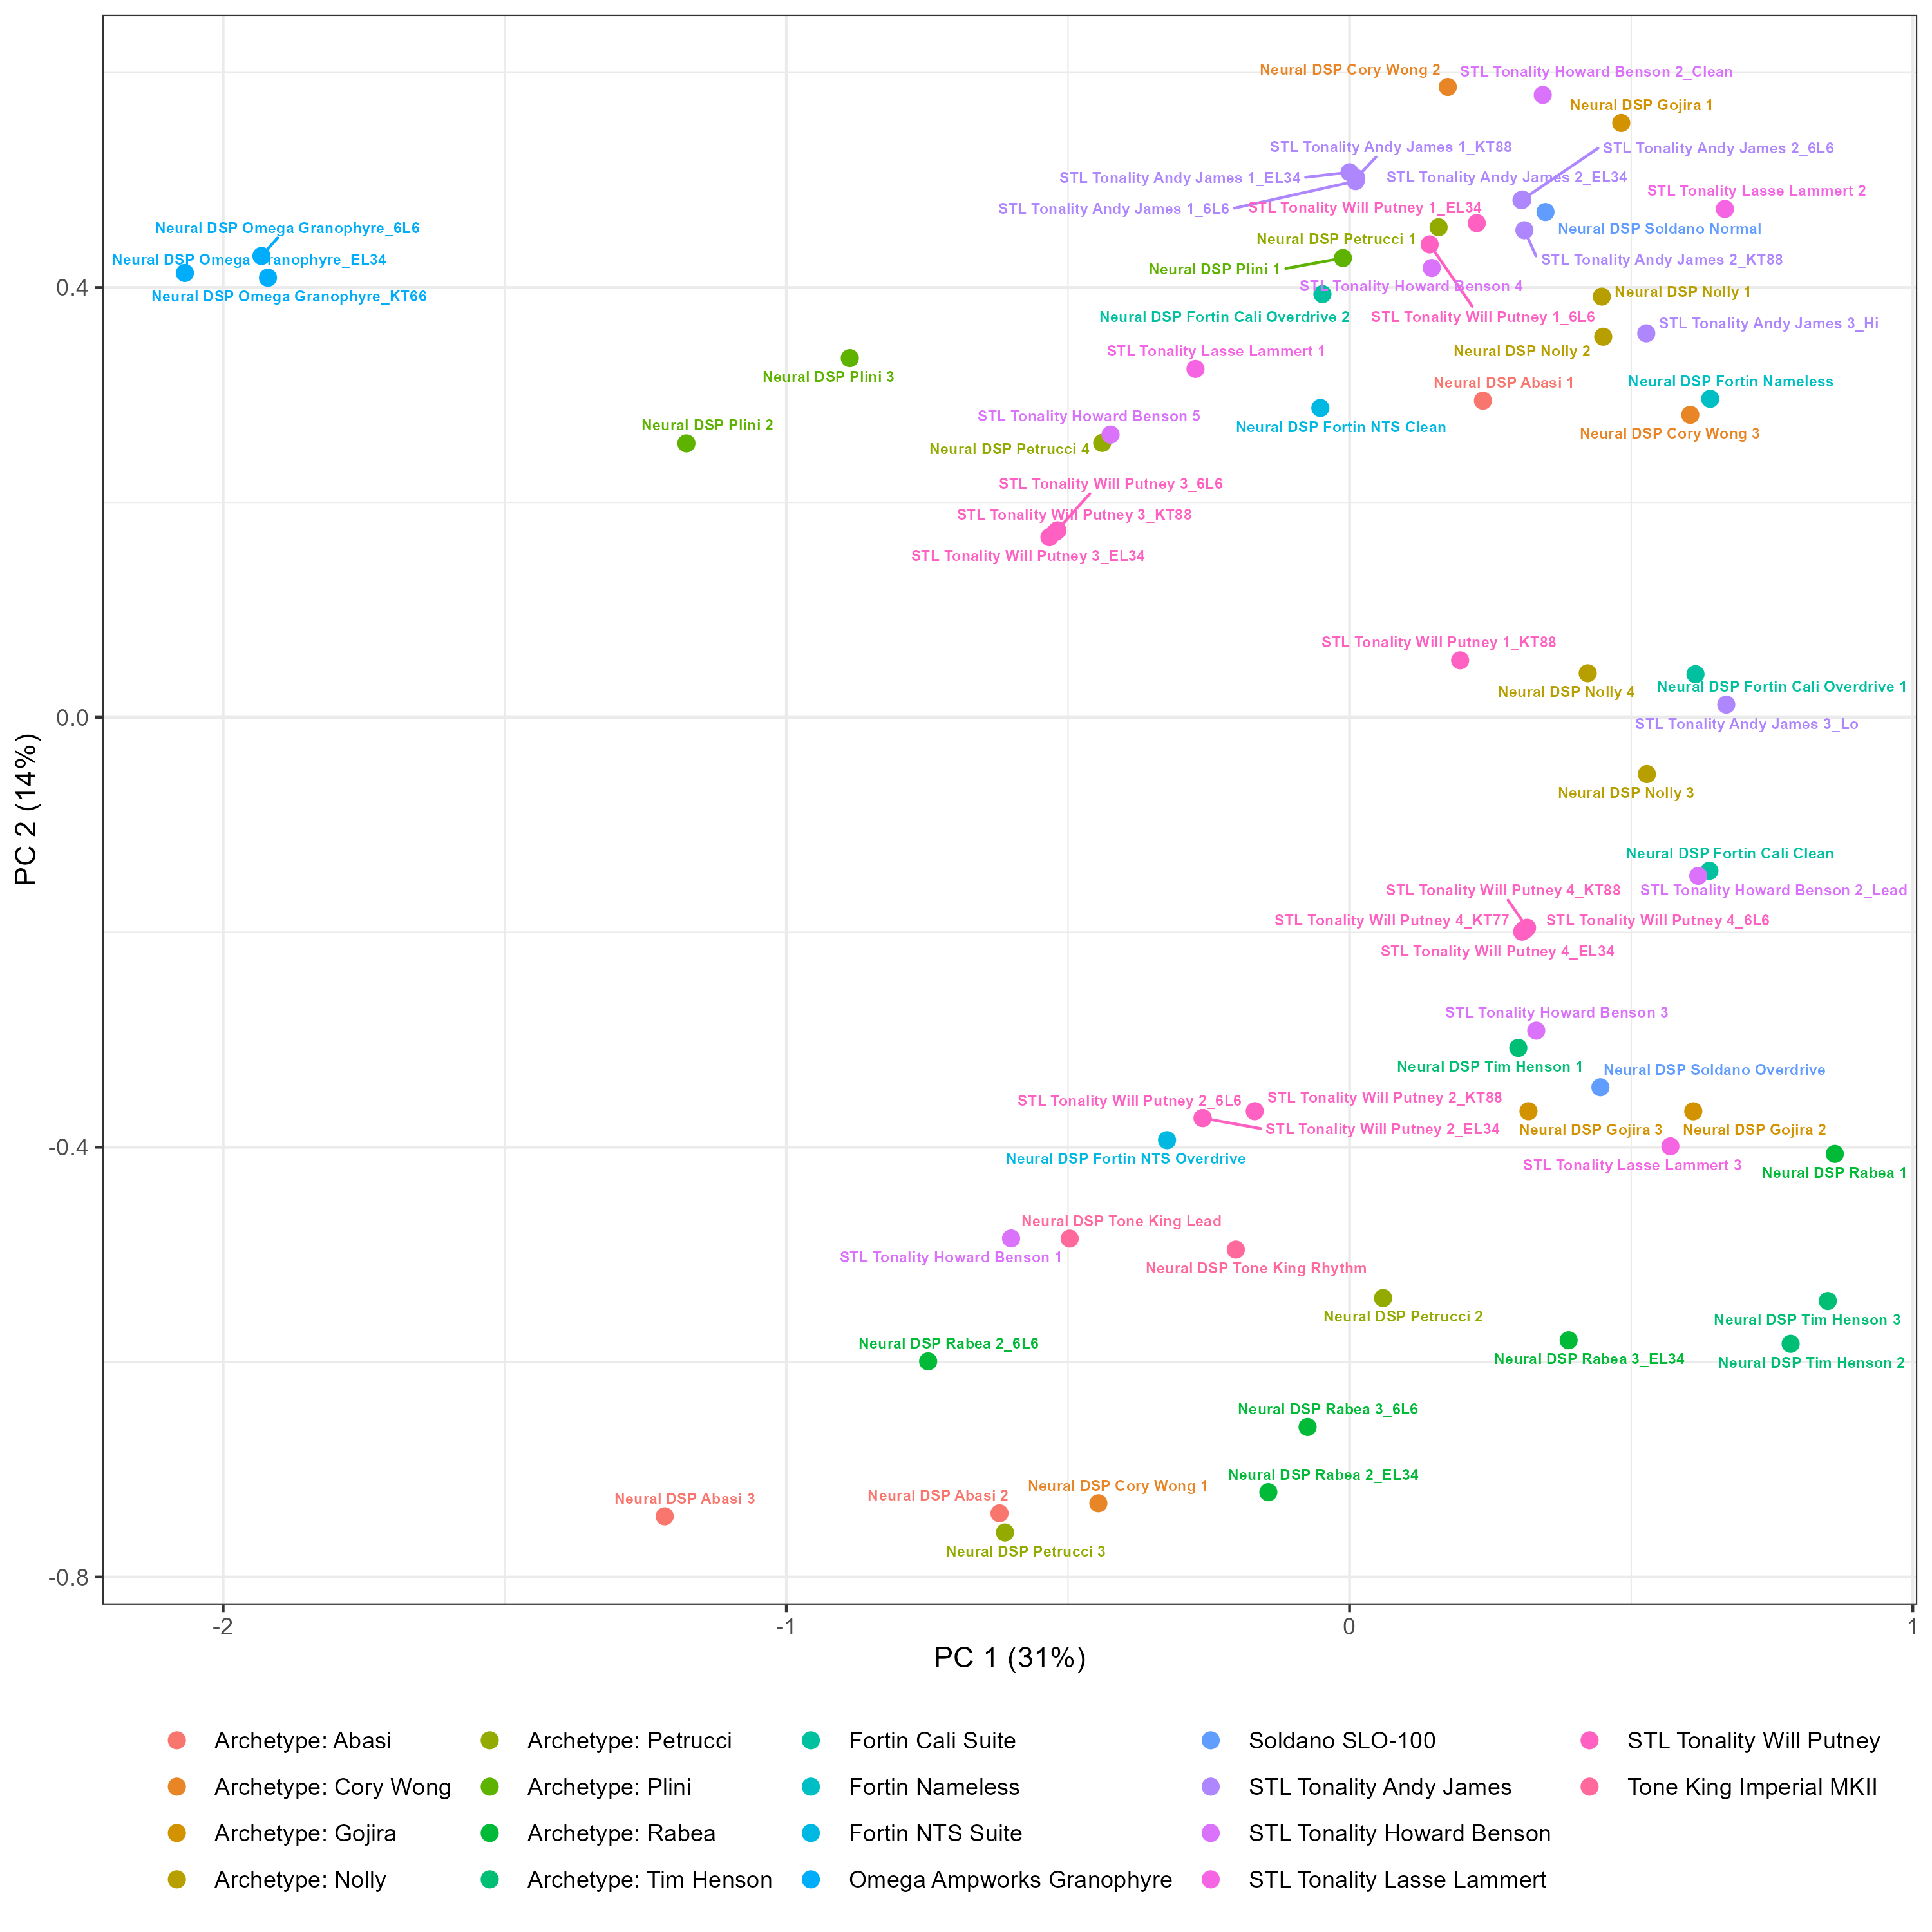 Neural DSP Cory Wong 2
STL Tonality Howard Benson 2_Clean
Neural DSP Gojira 1
STL Tonality Andy James 1_KT88
STL Tonality Andy James 2_6L6
STL Tonality Andy James 1_EL34
STL Tonality Andy James 2_EL34
STL Tonality Lasse Lammert 2
STL Tonality Andy James 1_6L6
STL Tonality Will Putney 1_EL34
Neural DSP Omega Granophyre_6L6
Neural DSP Soldano Normal
Neural DSP Petrucci 1
Neural DSP Omega Granophyre_EL34
STL Tonality Andy James 2_KT88
Neural DSP Plini 1
STL Tonality Howard Benson 4
0.4
Neural DSP Nolly 1
Neural DSP Omega Granophyre_KT66
Neural DSP Fortin Cali Overdrive 2
STL Tonality Will Putney 1_6L6
STL Tonality Andy James 3_Hi
STL Tonality Lasse Lammert 1
Neural DSP Nolly 2
Neural DSP Plini 3
Neural DSP Abasi 1
Neural DSP Fortin Nameless
STL Tonality Howard Benson 5
Neural DSP Plini 2
Neural DSP Fortin NTS Clean
Neural DSP Cory Wong 3
Neural DSP Petrucci 4
STL Tonality Will Putney 3_6L6
STL Tonality Will Putney 3_KT88
STL Tonality Will Putney 3_EL34
STL Tonality Will Putney 1_KT88
Neural DSP Nolly 4
Neural DSP Fortin Cali Overdrive 1
0.0
STL Tonality Andy James 3_Lo
Neural DSP Nolly 3
PC 2 (14%)
Neural DSP Fortin Cali Clean
STL Tonality Will Putney 4_KT88
STL Tonality Howard Benson 2_Lead
STL Tonality Will Putney 4_KT77
STL Tonality Will Putney 4_6L6
STL Tonality Will Putney 4_EL34
STL Tonality Howard Benson 3
Neural DSP Tim Henson 1
Neural DSP Soldano Overdrive
STL Tonality Will Putney 2_6L6
STL Tonality Will Putney 2_KT88
STL Tonality Will Putney 2_EL34
Neural DSP Gojira 3
Neural DSP Gojira 2
-0.4
Neural DSP Fortin NTS Overdrive
STL Tonality Lasse Lammert 3
Neural DSP Rabea 1
Neural DSP Tone King Lead
STL Tonality Howard Benson 1
Neural DSP Tone King Rhythm
Neural DSP Petrucci 2
Neural DSP Tim Henson 3
Neural DSP Rabea 2_6L6
Neural DSP Rabea 3_EL34
Neural DSP Tim Henson 2
Neural DSP Rabea 3_6L6
Neural DSP Rabea 2_EL34
Neural DSP Cory Wong 1
Neural DSP Abasi 2
Neural DSP Abasi 3
Neural DSP Petrucci 3
-0.8
-2
-1
0
1
PC 1 (31%)
Archetype: Abasi
Archetype: Cory Wong
Archetype: Gojira
Archetype: Nolly
Archetype: Petrucci
Archetype: Plini
Archetype: Rabea
Archetype: Tim Henson
Fortin Cali Suite
Fortin Nameless
Fortin NTS Suite
Omega Ampworks Granophyre
Soldano SLO-100
STL Tonality Andy James
STL Tonality Howard Benson
STL Tonality Lasse Lammert
STL Tonality Will Putney
Tone King Imperial MKII